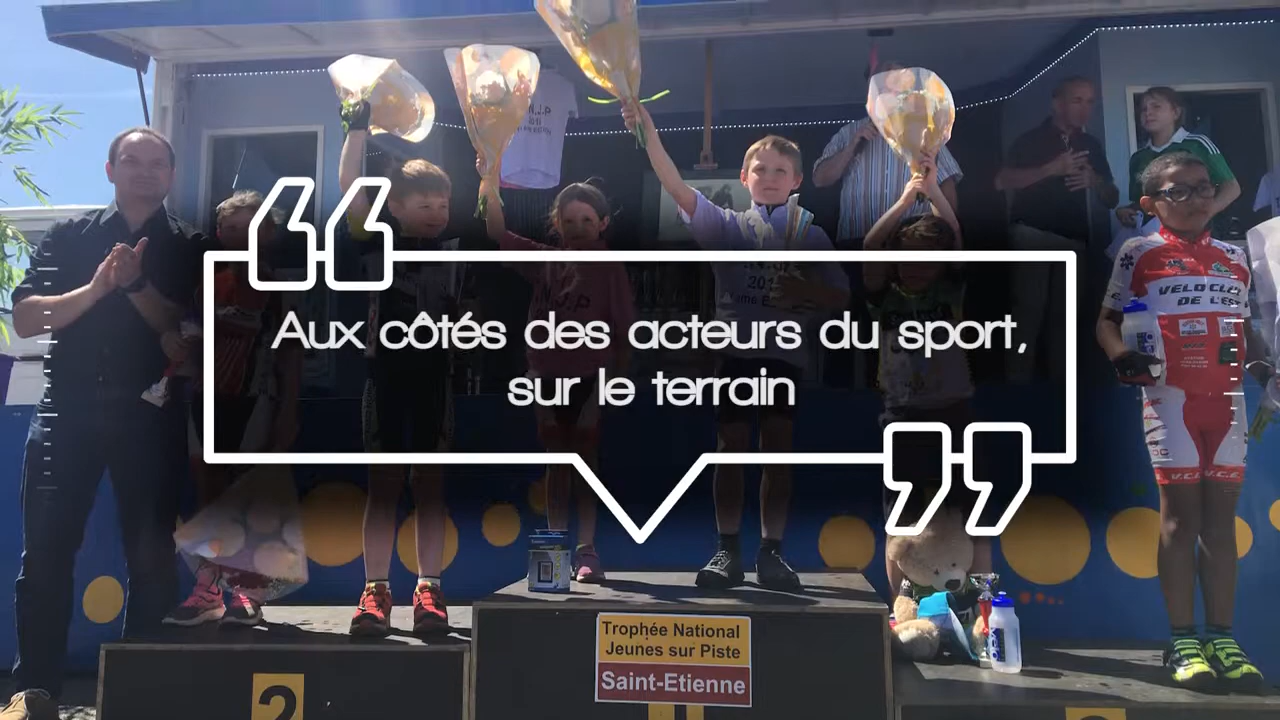 Aux côtés des acteurs du sport,
sur le terrain
VELO CLUB
DE L'EST
V.C.E.
2
Trophée National
Jeunes sur Piste
Saint-Etienne